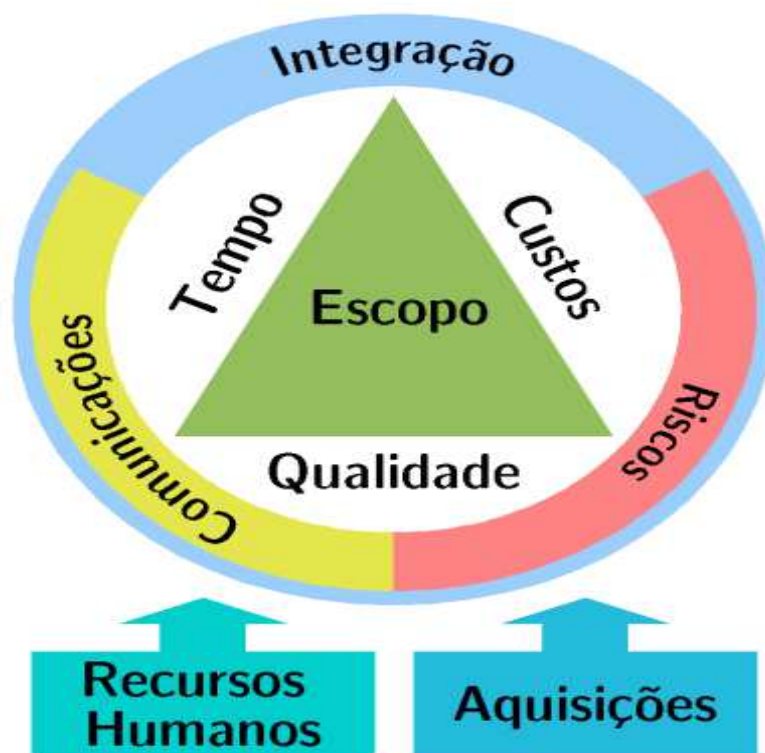 Integração
Tempo
Custos
Escopo
Comunicações
Riscos
Qualidade
Recursos
Humanos
Aquisições